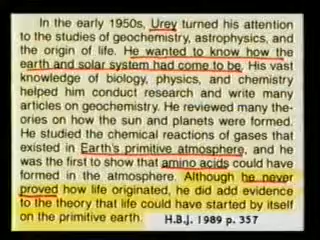 In the early 1950s, Urey turned his attention
to the studies of geochemistry, astrophysics, and
the origin of life. He wanted to know how the
earth and solar system had come to be. His vast
knowledge of biology, physics, and chemistry
helped him conduct research and write many
articles on geochemistry. He reviewed many the-
ories on how the sun and planets were formed.
He studied the chemical reactions of gases that
existed in Earth's primitive atmosphere, and he
was the first to show that amino acids could have
formed in the atmosphere. Although he never
proved how life originated, he did add evidence
to the theory that life could have started by itself
on the primitive earth. H.B.J. 1989 p. 357